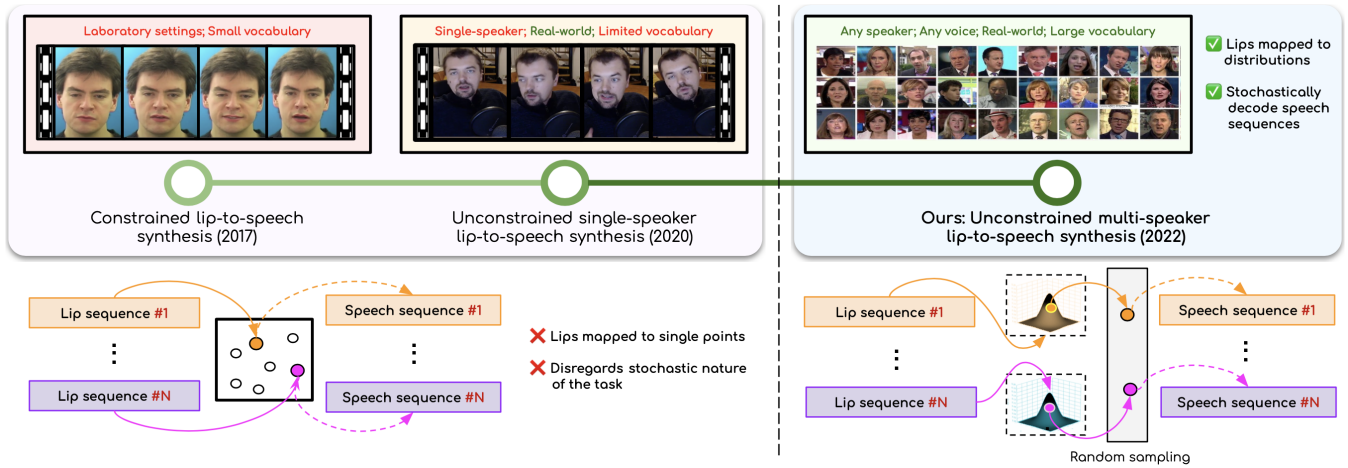 Laboratory settings; Small vocabulary
Constrained lip-to-speech
synthesis (2017)
Single-speaker; Real-world; Limited vocabulary
Unconstrained single-speaker
lip-to-speech synthesis (2020)
Any speaker; Any voice; Real-world; Large vocabulary
Ours: Unconstrained multi-speaker
lip-to-speech synthesis (2022)
Lips mapped to
distributions
Stochastically
decode speech
sequences
Lip sequence #1
Speech sequence #1
Lip sequence #N
Speech sequence #N
Lips mapped to single points
Disregards stochastic nature
of the task
Lip sequence #1
Speech sequence #1
Lip sequence #N
Speech sequence #N
Random sampling